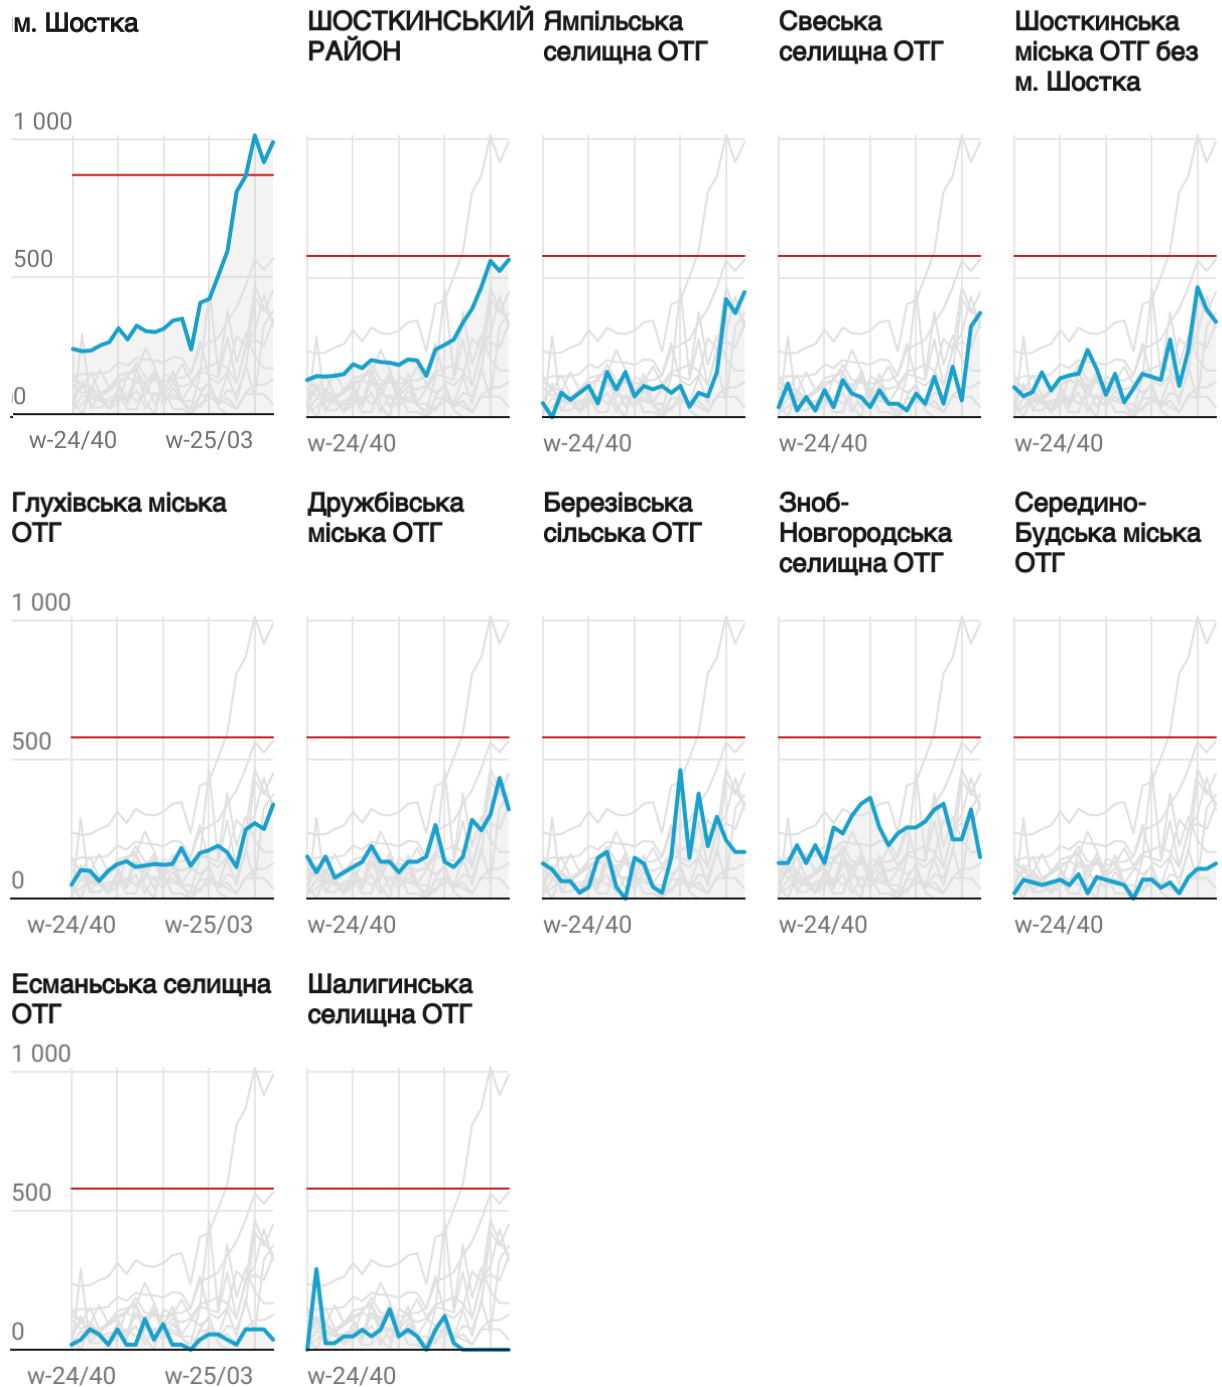 м. Шостка
ШОСТКИНСЬКИЙ
РАЙОН
Ямпільська
селищна ОТГ
Свеська
селищна ОТГ
Шосткинська
міська ОТГ без
м. Шостка
1 000
500
0
w-24/40
w-25/03
w-24/40
w-24/40
w-24/40
w-24/40
Глухівська міська
ОТГ
Дружбівська
міська ОТГ
Березівська
сільська ОТГ
Зноб-
Новгородська
селищна ОТГ
Середино-
Будська міська
ОТГ
1 000
500
0
w-24/40
w-25/03
w-24/40
w-24/40
w-24/40
w-24/40
Есманьська селищна
ОТГ
Шалигинська
селищна ОТГ
1 000
500
0
w-24/40
w-25/03
w-24/40